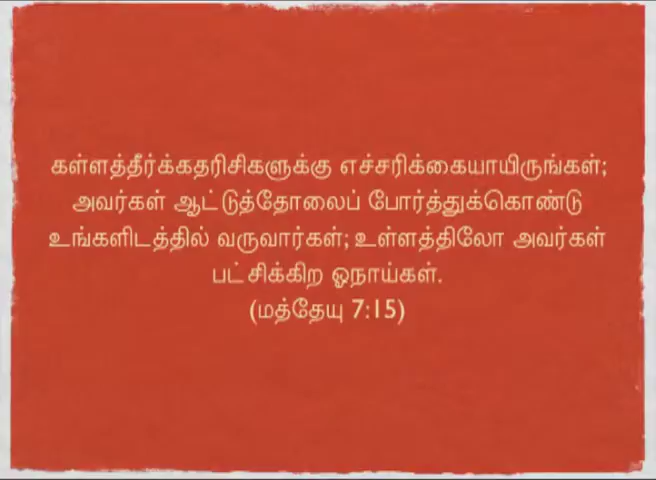 கள்ளத்தீர்க்கதரிசிகளுக்கு எச்சரிக்கையாயிருங்கள்;
அவர்கள் ஆட்டுத்தோலைப் போர்த்துக்கொண்டு
உங்களிடத்தில் வருவார்கள்; உள்ளத்திலோ அவர்கள்
பட்சிக்கிற ஓநாய்கள்.
(மத்தேயு 7:15)